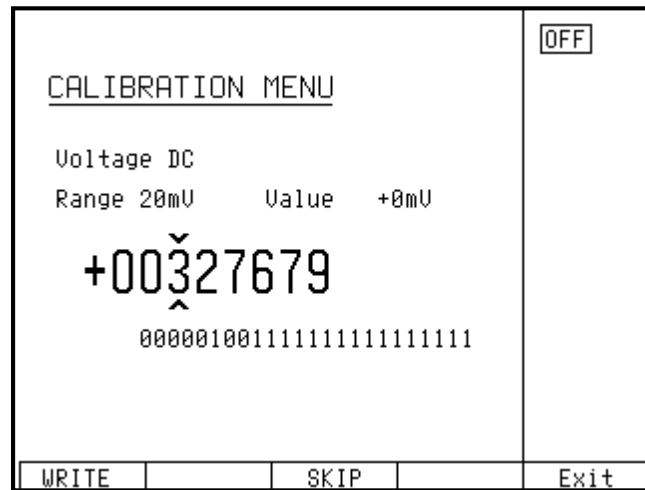 OFF
CALIBRATION MENU
Voltage DC
Range 20mV Value +0mV
+00327679
000001001111111111111111
WRITE SKIP Exit